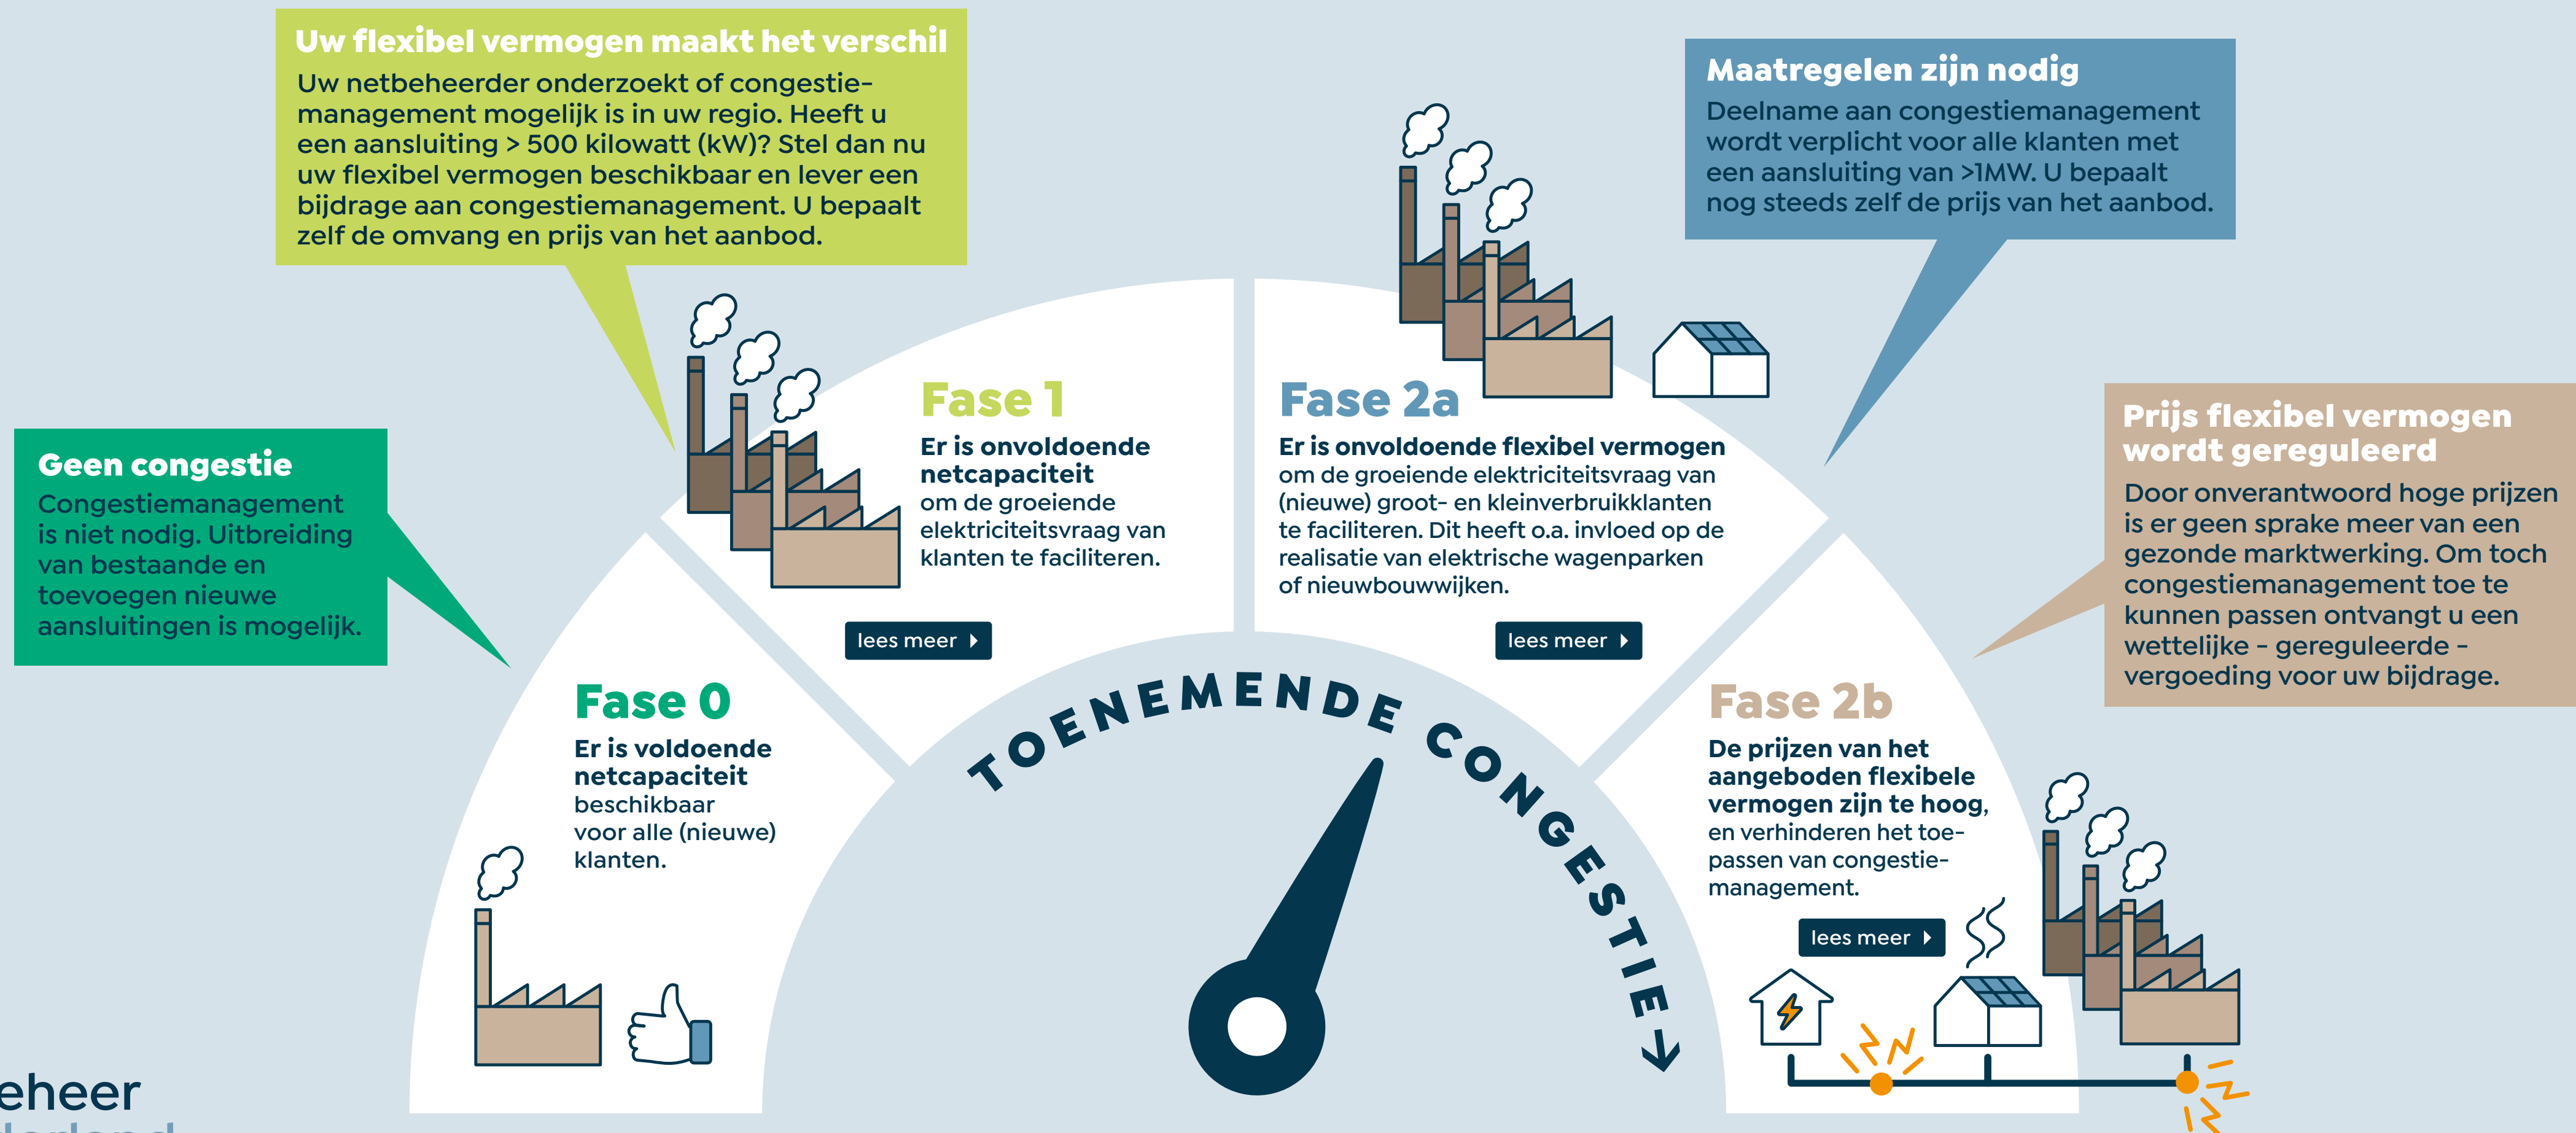 Uw flexibel vermogen maakt het verschil
Uw netbeheerder onderzoekt of congestie-
management mogelijk is in uw regio. Heeft u
een aansluiting > 500 kilowatt (kW)? Stel dan nu
uw flexibel vermogen beschikbaar en lever een
bijdrage aan congestiemanagement. U bepaalt
zelf de omvang en prijs van het aanbod.
Maatregelen zijn nodig
Deelname aan congestiemanagement
wordt verplicht voor alle klanten met
een aansluiting van >1MW. U bepaalt
nog steeds zelf de prijs van het aanbod.
Geen congestie
Congestiemanagement
is niet nodig. Uitbreiding
van bestaande en
toevoegen nieuwe
aansluitingen is mogelijk.
Fase 1
Er is onvoldoende
netcapaciteit
om de groeiende
elektriciteitsvraag van
klanten te faciliteren.
lees meer
Fase 2a
Er is onvoldoende flexibel vermogen
om de groeiende elektriciteitsvraag van
(nieuwe) groot- en kleinverbruikklanten
te faciliteren. Dit heeft o.a. invloed op de
realisatie van elektrische wagenparken
of nieuwbouwwijken.
lees meer
Prijs flexibel vermogen
wordt gereguleerd
Door onverantwoord hoge prijzen
is er geen sprake meer van een
gezonde marktwerking. Om toch
congestiemanagement toe te
kunnen passen ontvangt u een
wettelijke - gereguleerde -
vergoeding voor uw bijdrage.
Fase 0
Er is voldoende
netcapaciteit
beschikbaar
voor alle (nieuwe)
klanten.
TOENEMENDE CONGESTIE
Fase 2b
De prijzen van het
aangeboden flexibele
vermogen zijn te hoog,
en verhinderen het toe-
passen van congestie-
management.
lees meer
eheer